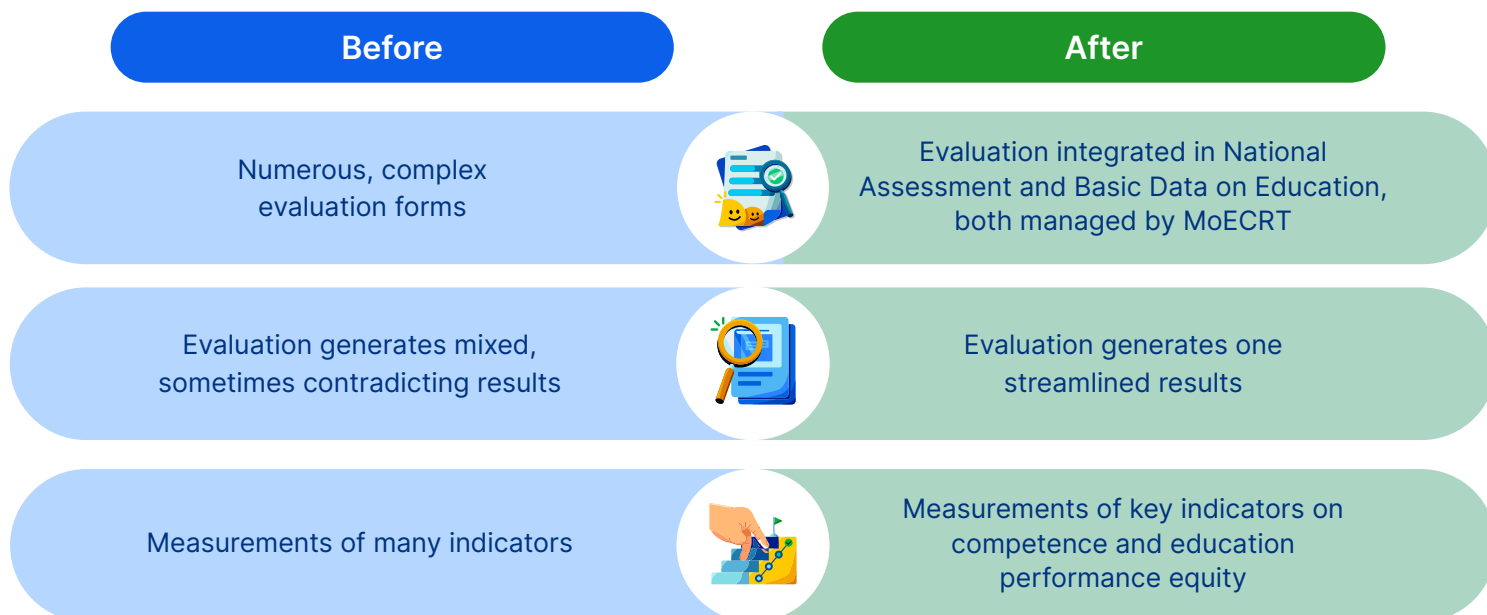 Before
After
Numerous, complex
evaluation forms
Evaluation integrated in National
Assessment and Basic Data on Education,
both managed by MoECRT
Evaluation generates mixed,
sometimes contradicting results
Evaluation generates one
streamlined results
Measurements of many indicators
Measurements of key indicators on
competence and education
performance equity